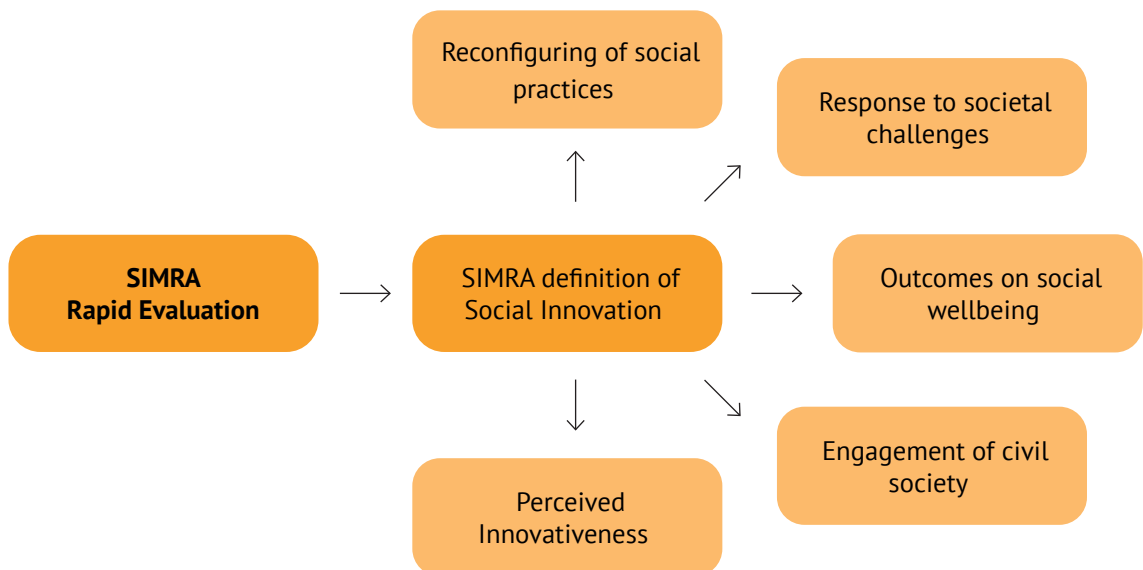 Reconfiguring of social
practices
Response to societal
challenges
SIMRA
Rapid Evaluation
SIMRA definition of
Social Innovation
Outcomes on social
wellbeing
Engagement of civil
society
Perceived
Innovativeness